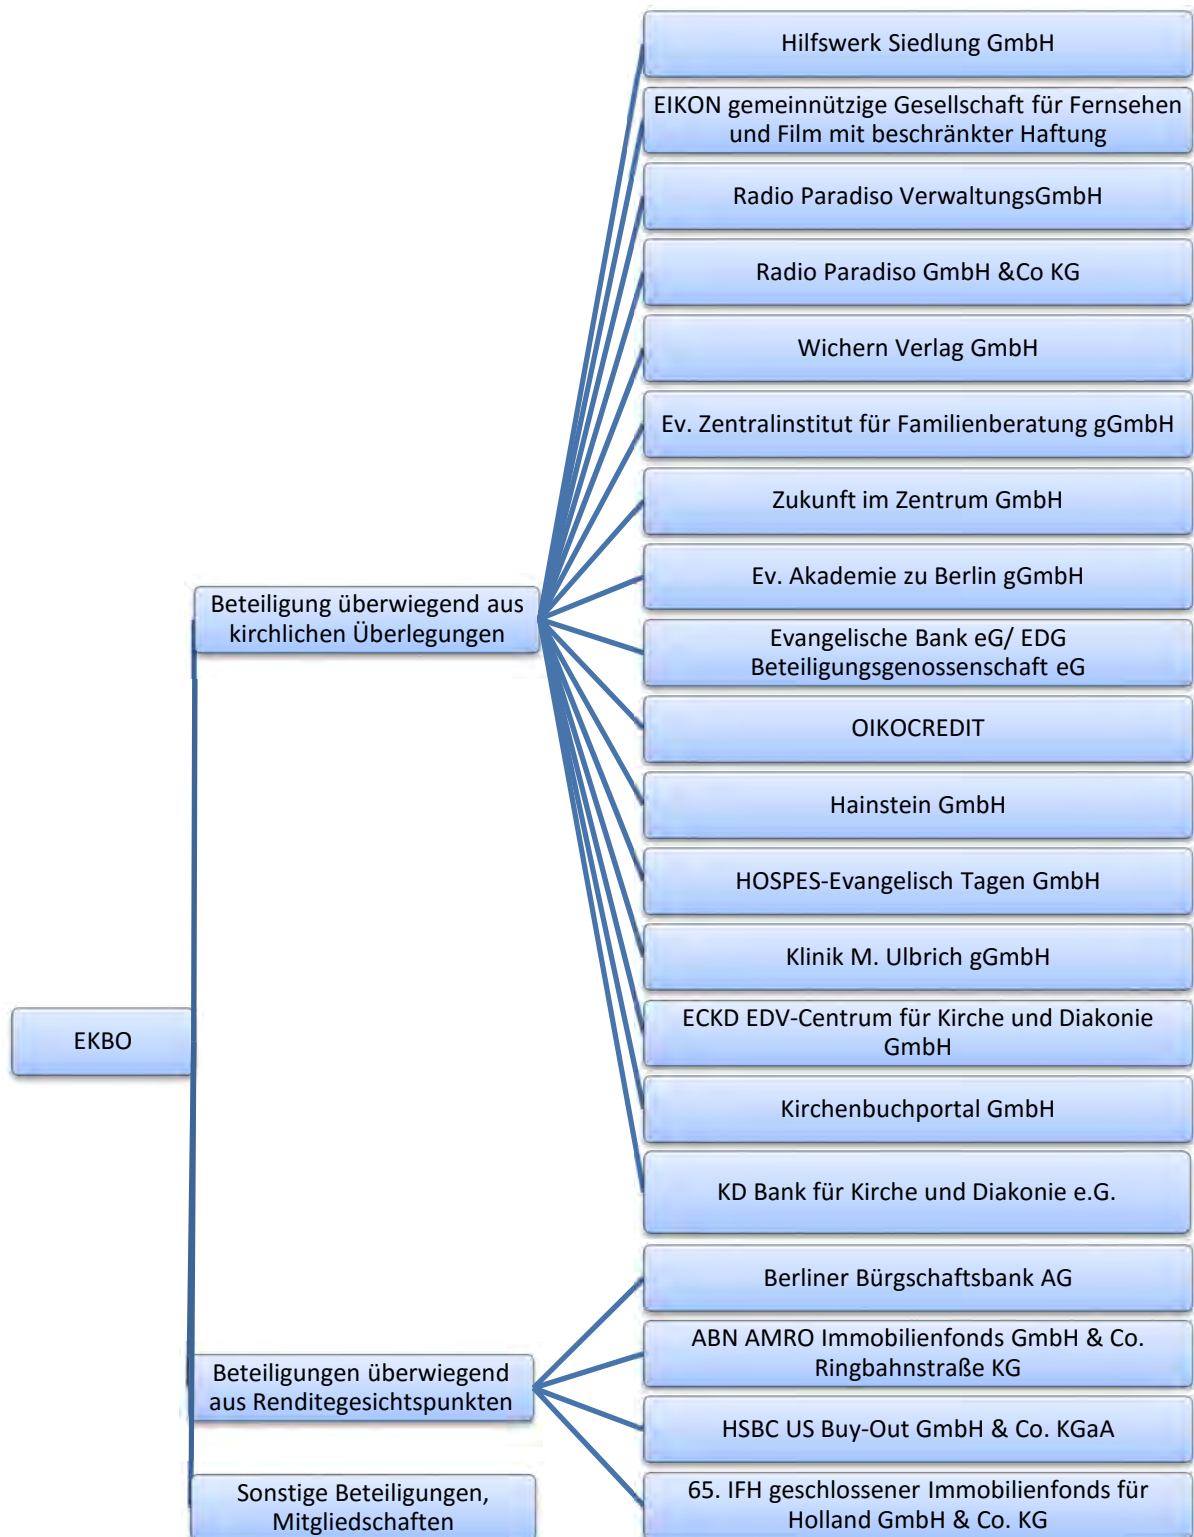 Hilfswerk Siedlung GmbH
EIKON gemeinnützige Gesellschaft für Fernsehen
und Film mit beschränkter Haftung
Radio Paradiso VerwaltungsGmbH
Radio Paradiso GmbH &Co KG
Wichern Verlag GmbH
Ev. Zentralinstitut für Familienberatung gGmbH
Zukunft im Zentrum GmbH
Ev. Akademie zu Berlin gGmbH
Beteiligung überwiegend aus
kirchlichen Überlegungen
Evangelische Bank eG/ EDG
Beteiligungsgenossenschaft eG
OIKOCREDIT
Hainstein GmbH
HOSPES-Evangelisch Tagen GmbH
Klinik M. Ulbrich gGmbH
ECKD EDV-Centrum für Kirche und Diakonie
GmbH
EKBO
Kirchenbuchportal GmbH
KD Bank für Kirche und Diakonie e.G.
Berliner Bürgschaftsbank AG
ABN AMRO Immobilienfonds GmbH & Co.
Ringbahnstraße KG
Beteiligungen überwiegend
aus Renditegesichtspunkten
HSBC US Buy-Out GmbH & Co. KGaA
65. IFH geschlossener Immobilienfonds für
Holland GmbH & Co. KG
Sonstige Beteiligungen,
Mitgliedschaften